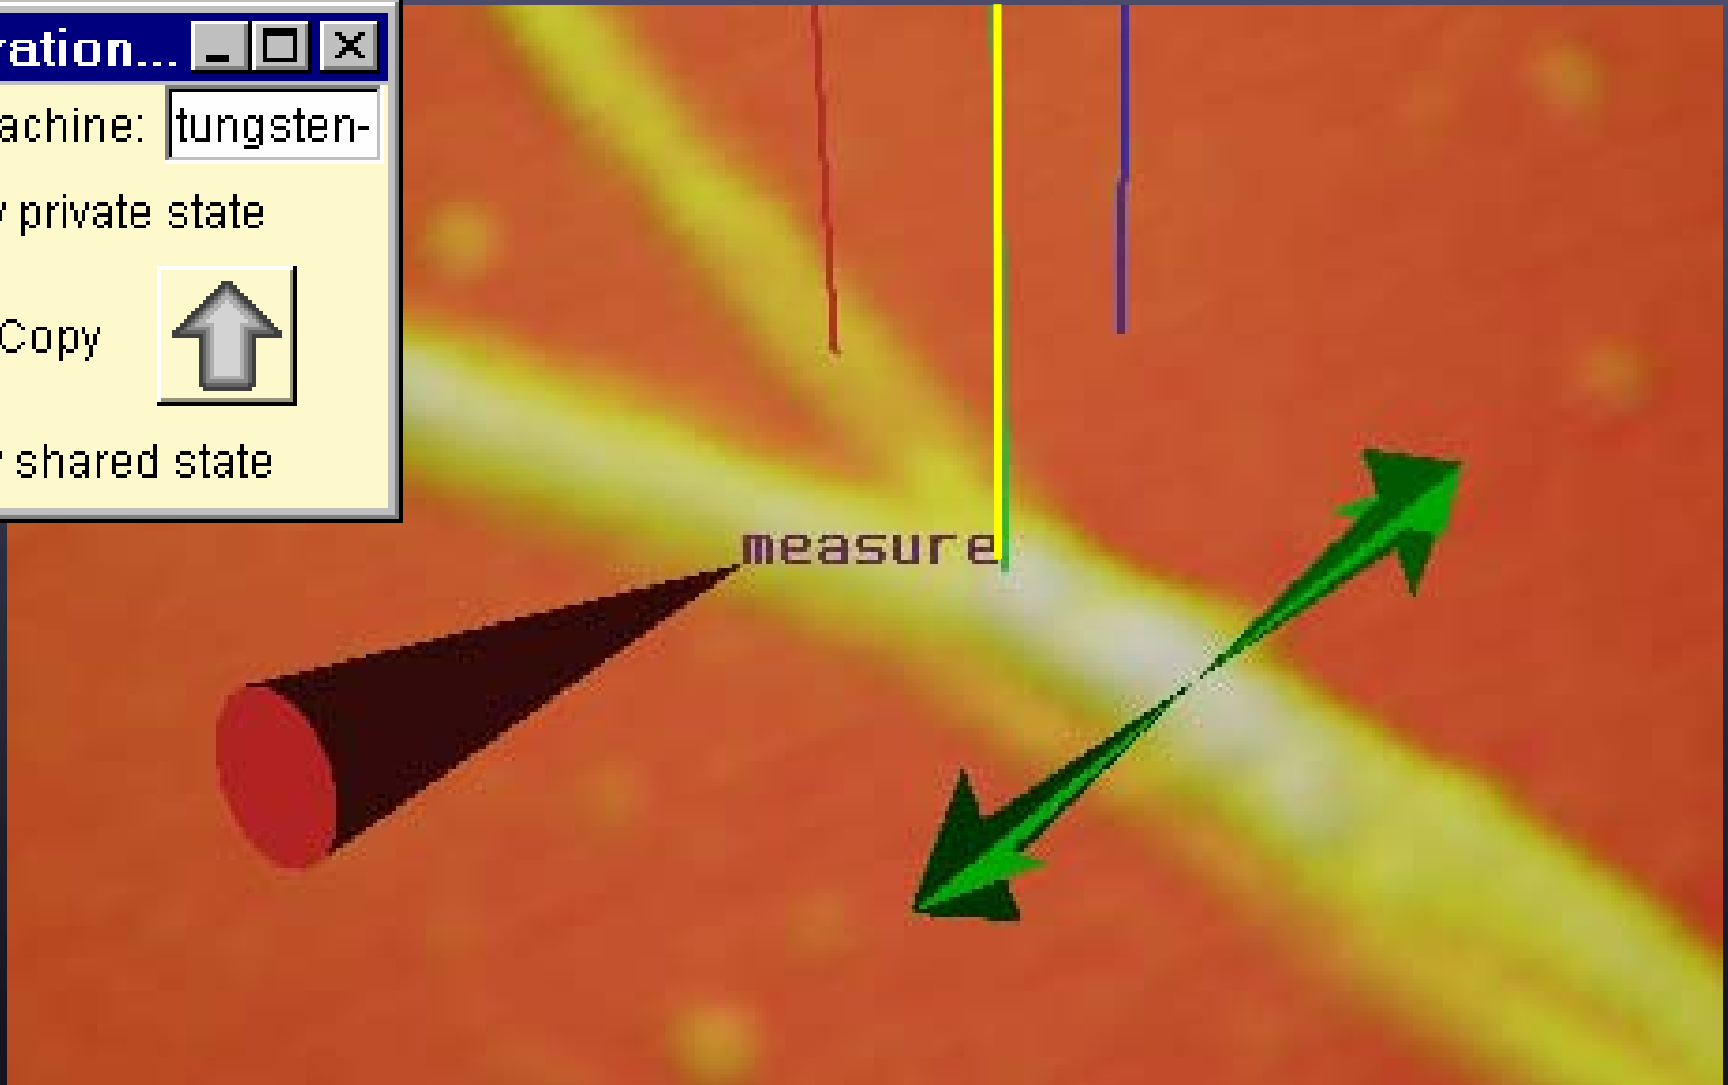 ration...
achine: tungsten-
y private state
Copy
y shared state
measure